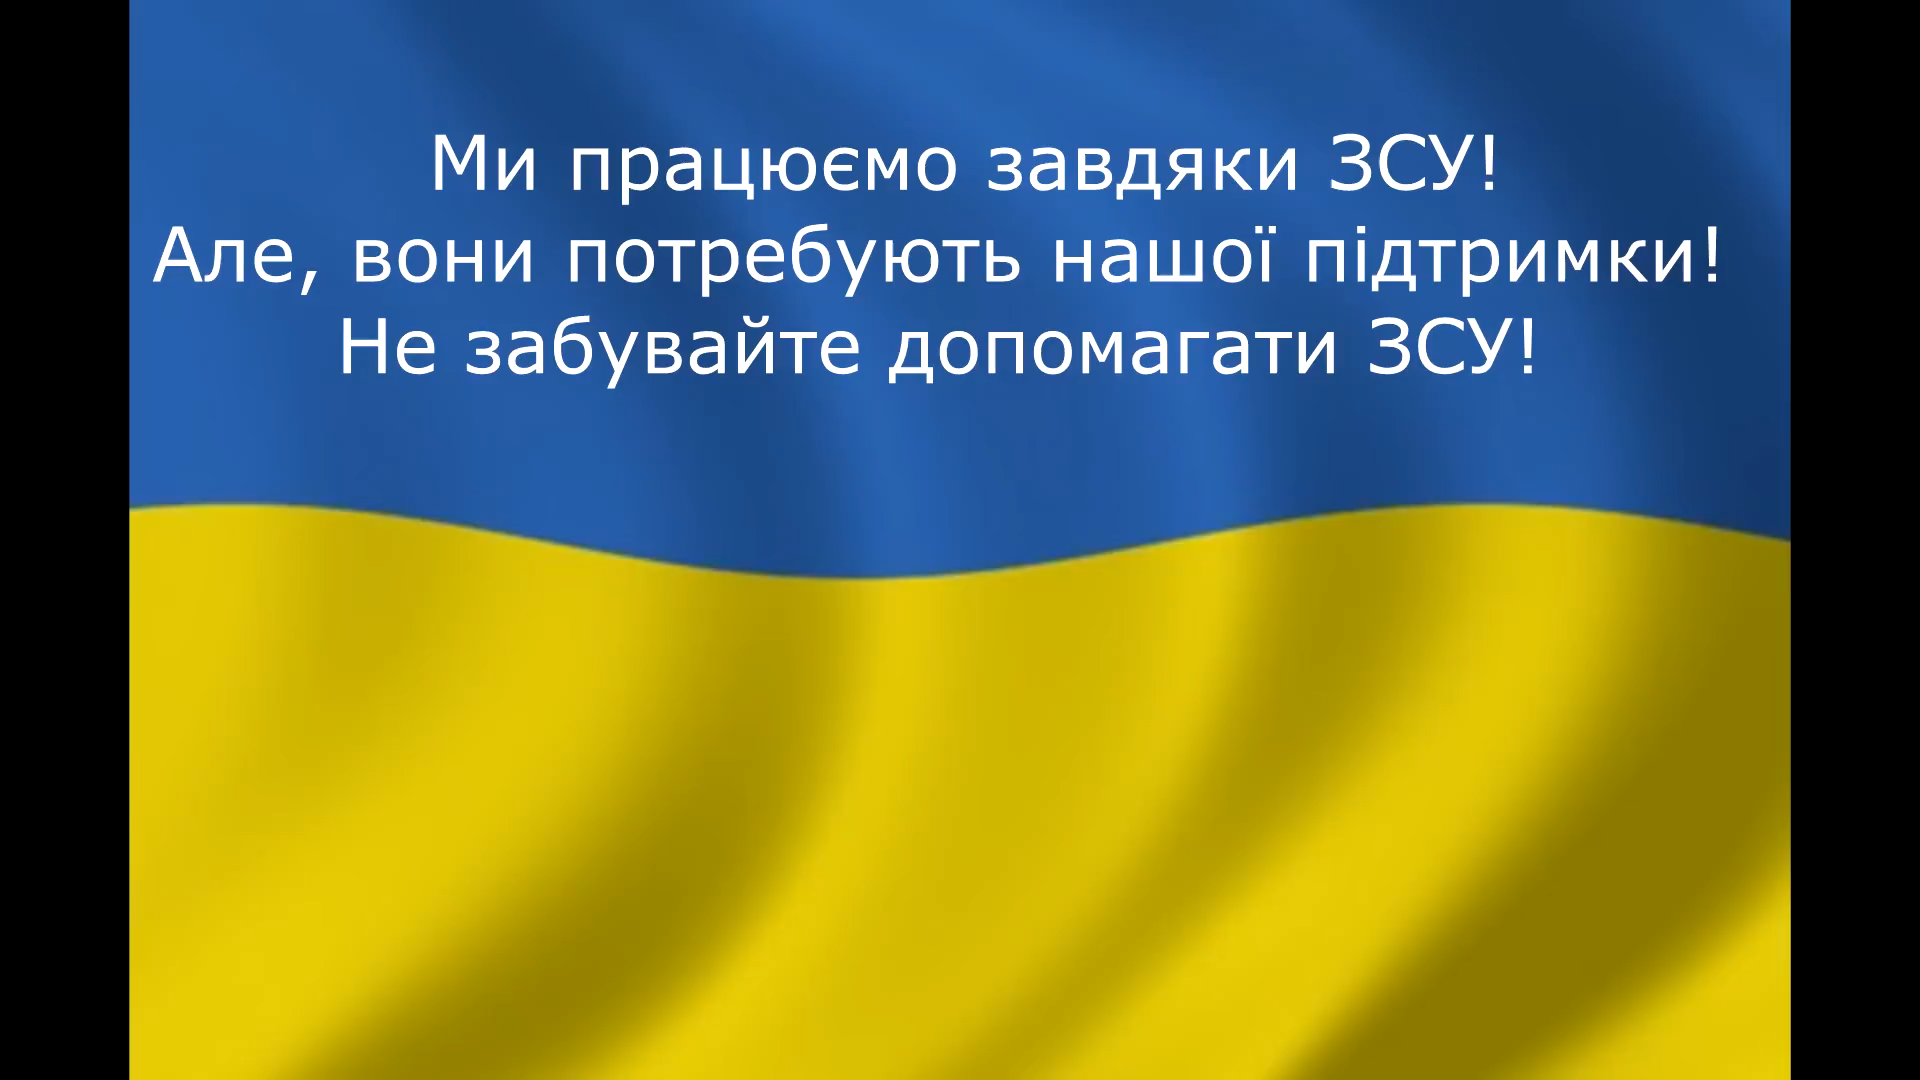 Ми працюємо завдяки ЗСУ!
Але, вони потребують нашої підтримки!
Не забувайте допомагати ЗСУ!